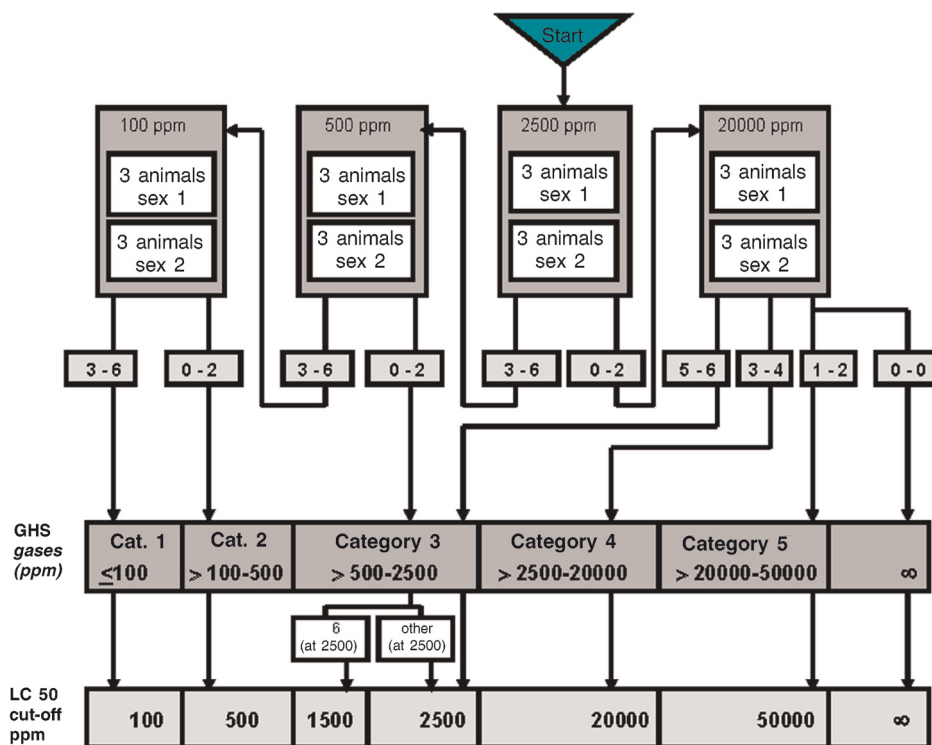 Start
100 ppm
500 ppm
2500 ppm
20000 ppm
3 animals
sex 1
3 animals
sex 1
3 animals
sex 1
3 animals
sex 1
3 animals
sex 2
3 animals
sex 2
3 animals
sex 2
3 animals
sex 2
3 - 6
0 - 2
3 - 6
0 - 2
3 - 6
0 - 2
5 - 6
3 - 4
1 - 2
0 - 0
GHS
gases
(ppm)
Cat. 1
≤100
Cat. 2
> 100-500
Category 3
> 500-2500
Category 4
> 2500-20000
Category 5
> 20000-50000
∞
6
(at 2500)
other
(at 2500)
LC 50
cut-off
ppm
100
500
1500
2500
20000
50000
∞